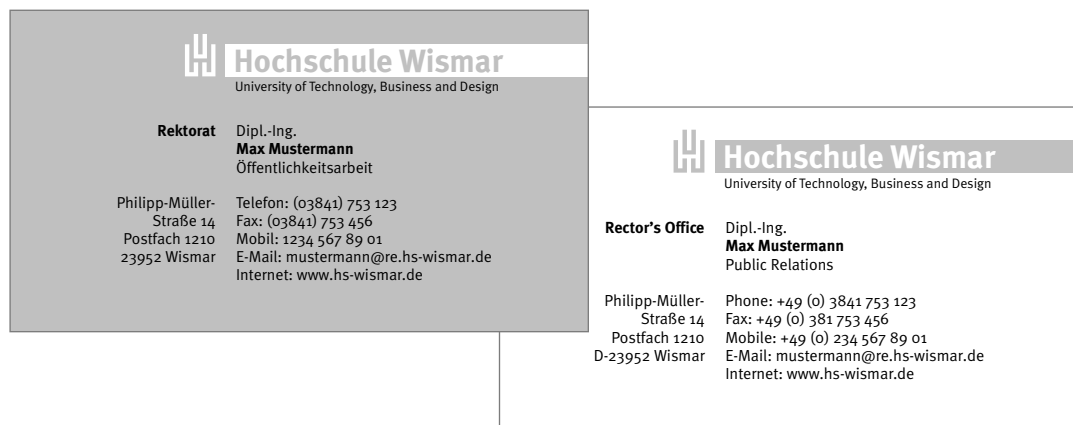 Hochschule Wismar
University of Technology, Business and Design
Rektorat
Dipl.-Ing.
Max Mustermann
Öffentlichkeitsarbeit
Philipp-Müller-
Straße 14
Postfach 1210
23952 Wismar
Telefon: (03841) 753 123
Fax: (03841) 753 456
Mobil: 1234 567 89 01
E-Mail: mustermann@re.hs-wismar.de
Internet: www.hs-wismar.de
Hochschule Wismar
University of Technology, Business and Design
Rector's Office
Dipl.-Ing.
Max Mustermann
Public Relations
Philipp-Müller-
Straße 14
Postfach 1210
D-23952 Wismar
Phone: +49 (0) 3841 753 123
Fax: +49 (0) 381 753 456
Mobile: +49 (0) 234 567 89 01
E-Mail: mustermann@re.hs-wismar.de
Internet: www.hs-wismar.de